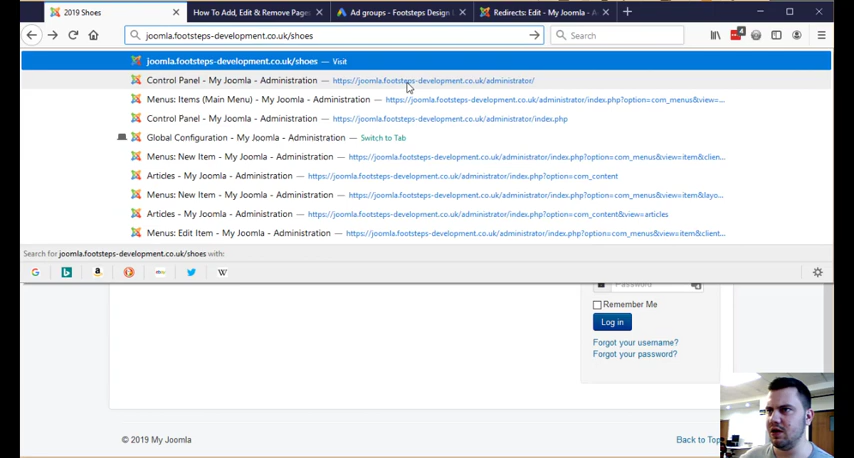 2019 Shoes
How To Add, Edit & Remove Pages
Ad groups - Footsteps Design
Redirects: Edit - My Joomla - A
joomla.footsteps-development.co.uk/shoes
Search
joomla.footsteps-development.co.uk/shoes — Visit
Control Panel - My Joomla - Administration — https://joomla.footsteps-development.co.uk/administrator/
Menus: Items (Main Menu) - My Joomla - Administration — https://joomla.footsteps-development.co.uk/administrator/index.php?option=com_menus&view=...
Control Panel - My Joomla - Administration — https://joomla.footsteps-development.co.uk/administrator/index.php
Global Configuration - My Joomla - Administration — Switch to Tab
Menus: New Item - My Joomla - Administration — https://joomla.footsteps-development.co.uk/administrator/index.php?option=com_menus&view=item&clien...
Articles - My Joomla - Administration — https://joomla.footsteps-development.co.uk/administrator/index.php?option=com_content
Menus: New Item - My Joomla - Administration — https://joomla.footsteps-development.co.uk/administrator/index.php?option=com_menus&view=item&layo...
Articles - My Joomla - Administration — https://joomla.footsteps-development.co.uk/administrator/index.php?option=com_content&view=articles
Menus: Edit Item - My Joomla - Administration — https://joomla.footsteps-development.co.uk/administrator/index.php?option=com_menus&view=item&client...
Search for joomla.footsteps-development.co.uk/shoes with:
Password
Remember Me
Log in
Forgot your username?
Forgot your password?
© 2019 My Joomla
Back to Top